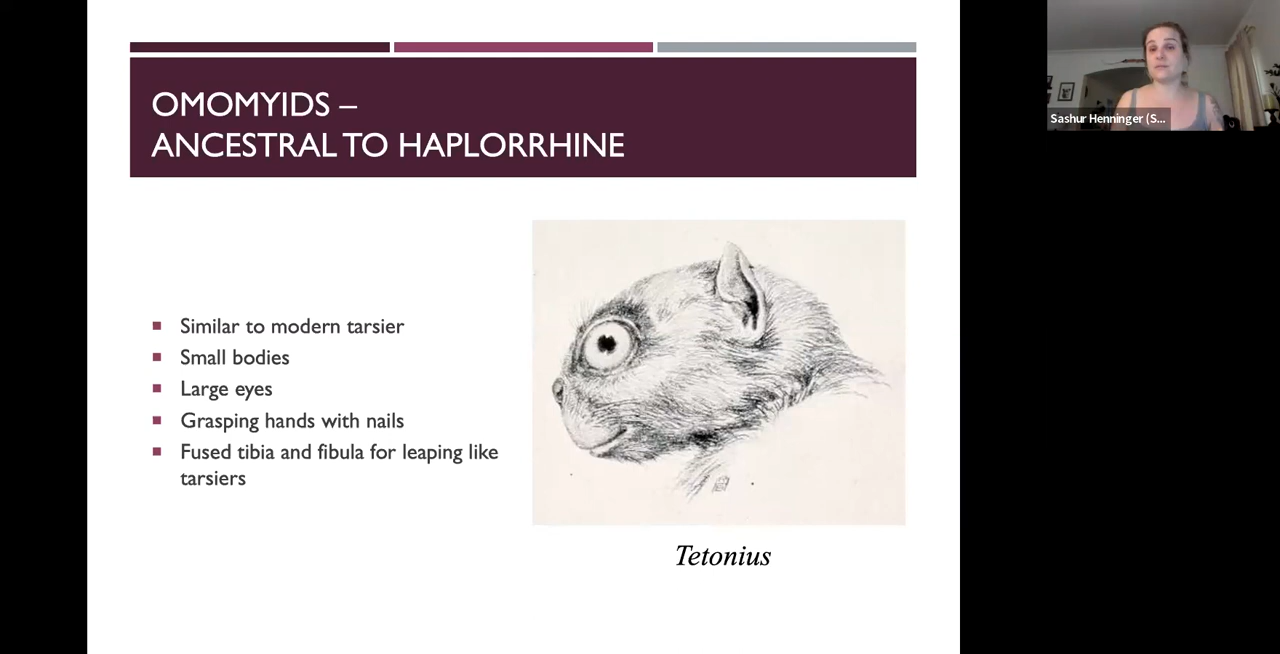 OMOMYIDS –
ANCESTRAL TO HAPLORRHINE
Similar to modern tarsier
Small bodies
Large eyes
Grasping hands with nails
Fused tibia and fibula for leaping like
tarsiers
Tetonius
Sashur Henninger (S...